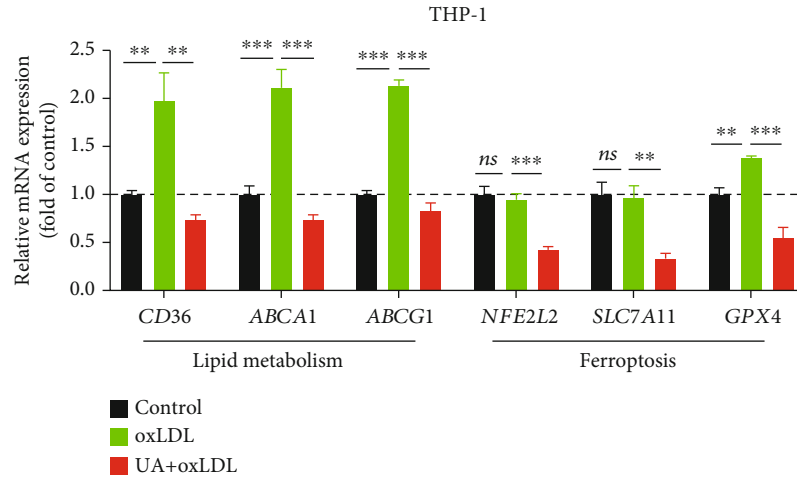 THP-1
Relative mRNA expression
(fold of control)
2.5
2.0
1.5
1.0
0.5
0.0
** ** *** *** *** *** ns *** ns ** ** ***
CD36 ABCA1 ABCG1 NFE2L2 SLC7A11 GPX4
Lipid metabolism Ferroptosis
Control
oxLDL
UA+oxLDL